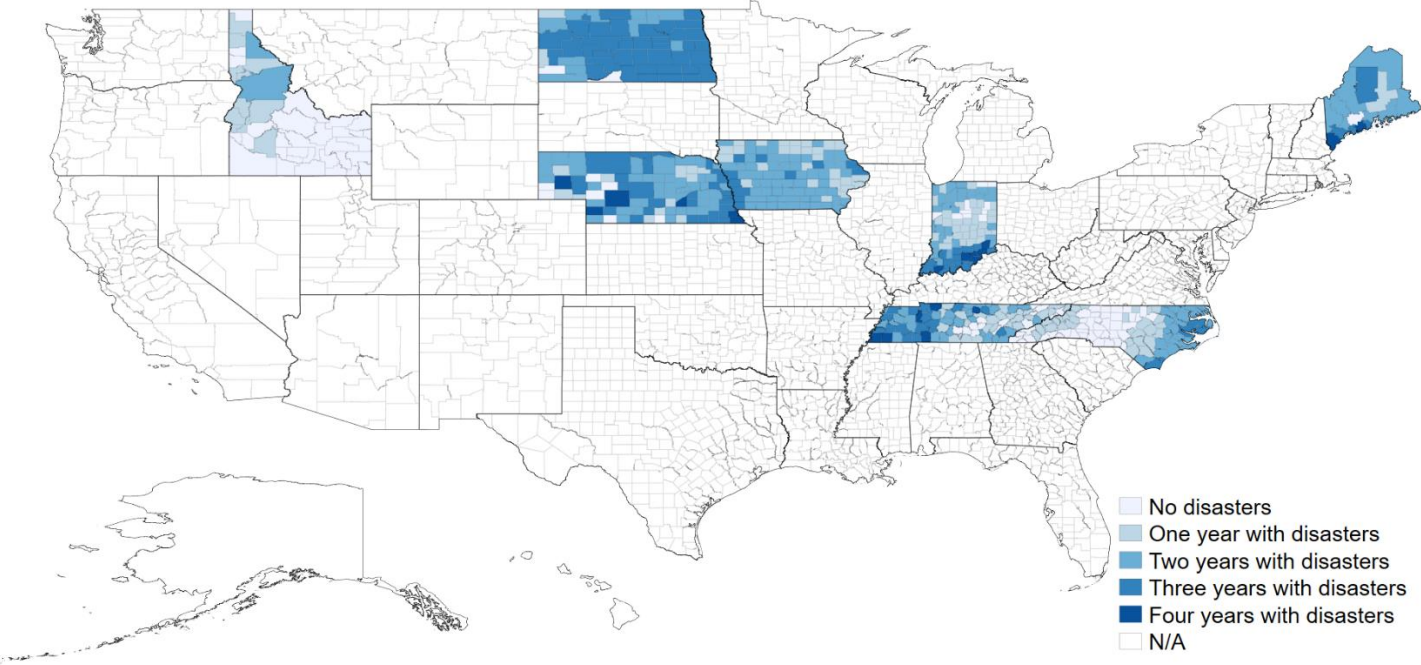 No disasters
One year with disasters
Two years with disasters
Three years with disasters
Four years with disasters
N/A